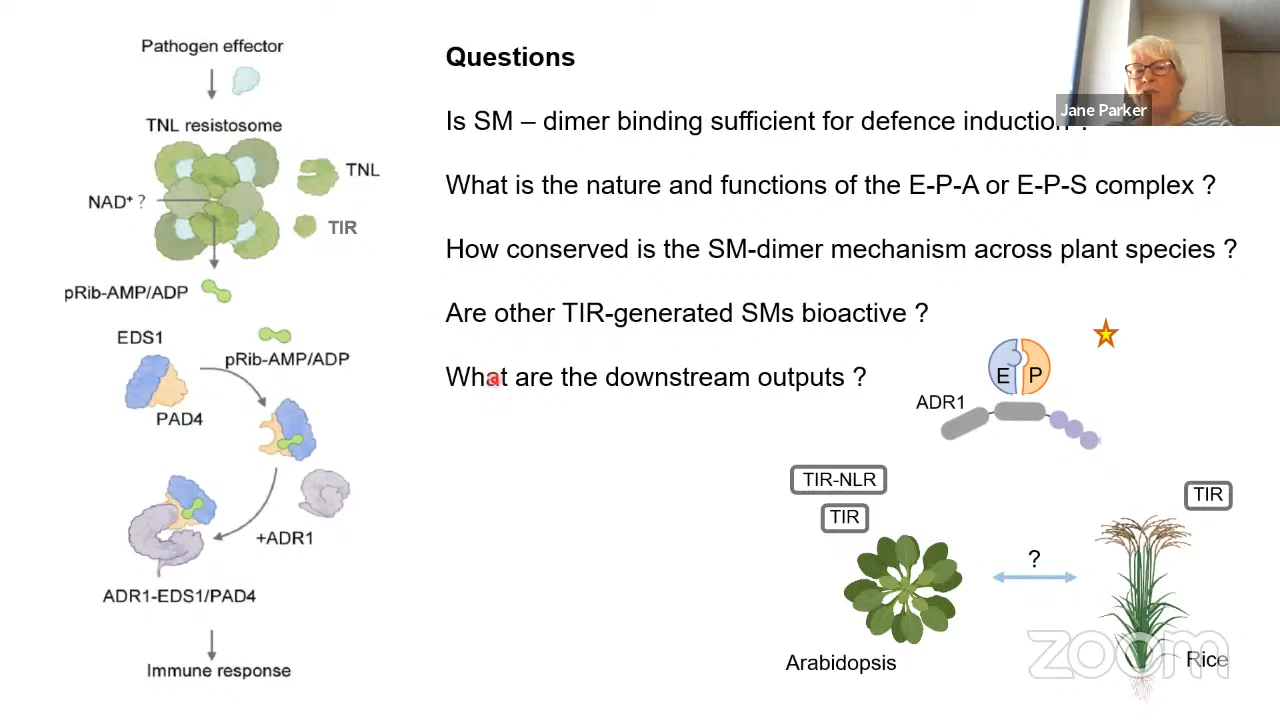 Pathogen effector
TNL resistosome
TNL
NAD⁺ ?
TIR
pRib-AMP/ADP
EDS1
pRib-AMP/ADP
PAD4
+ADR1
ADR1-EDS1/PAD4
Immune response
Questions
Jane Parker
Is SM – dimer binding sufficient for defence induction ?
What is the nature and functions of the E-P-A or E-P-S complex ?
How conserved is the SM-dimer mechanism across plant species ?
Are other TIR-generated SMs bioactive ?
What are the downstream outputs ?
E P
ADR1
TIR-NLR
TIR
TIR
?
Arabidopsis
Rice
zoom